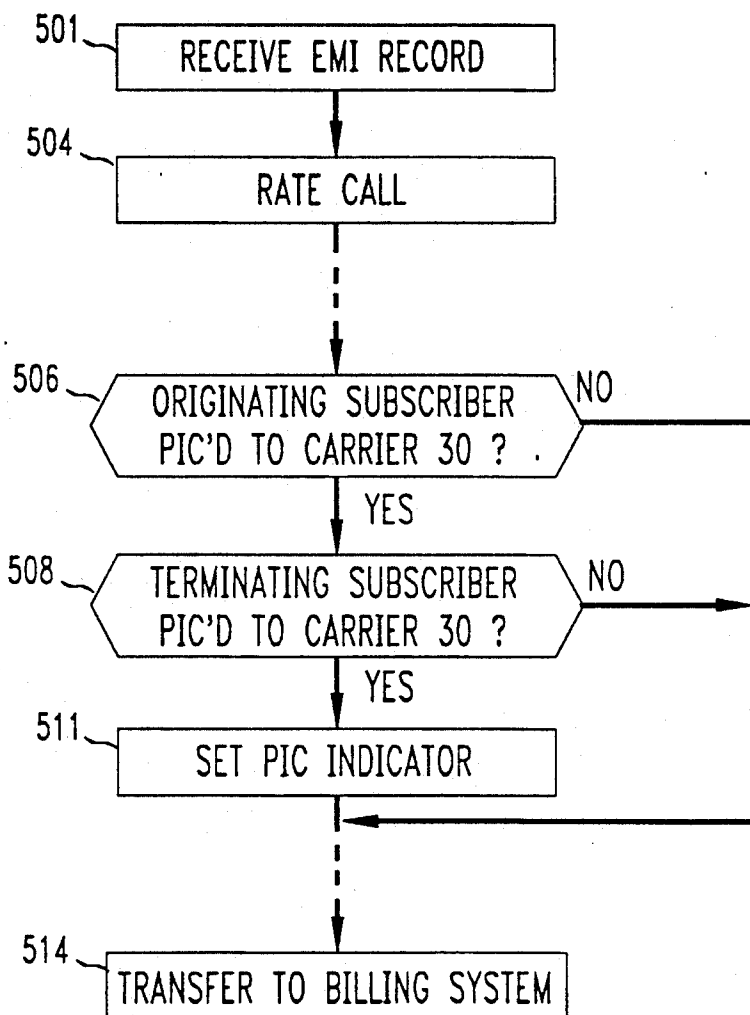 501
RECEIVE EMI RECORD
504
RATE CALL
506
ORIGINATING SUBSCRIBER
PIC'D TO CARRIER 30 ?
NO
YES
508
TERMINATING SUBSCRIBER
PIC'D TO CARRIER 30 ?
NO
YES
511
SET PIC INDICATOR
514
TRANSFER TO BILLING SYSTEM